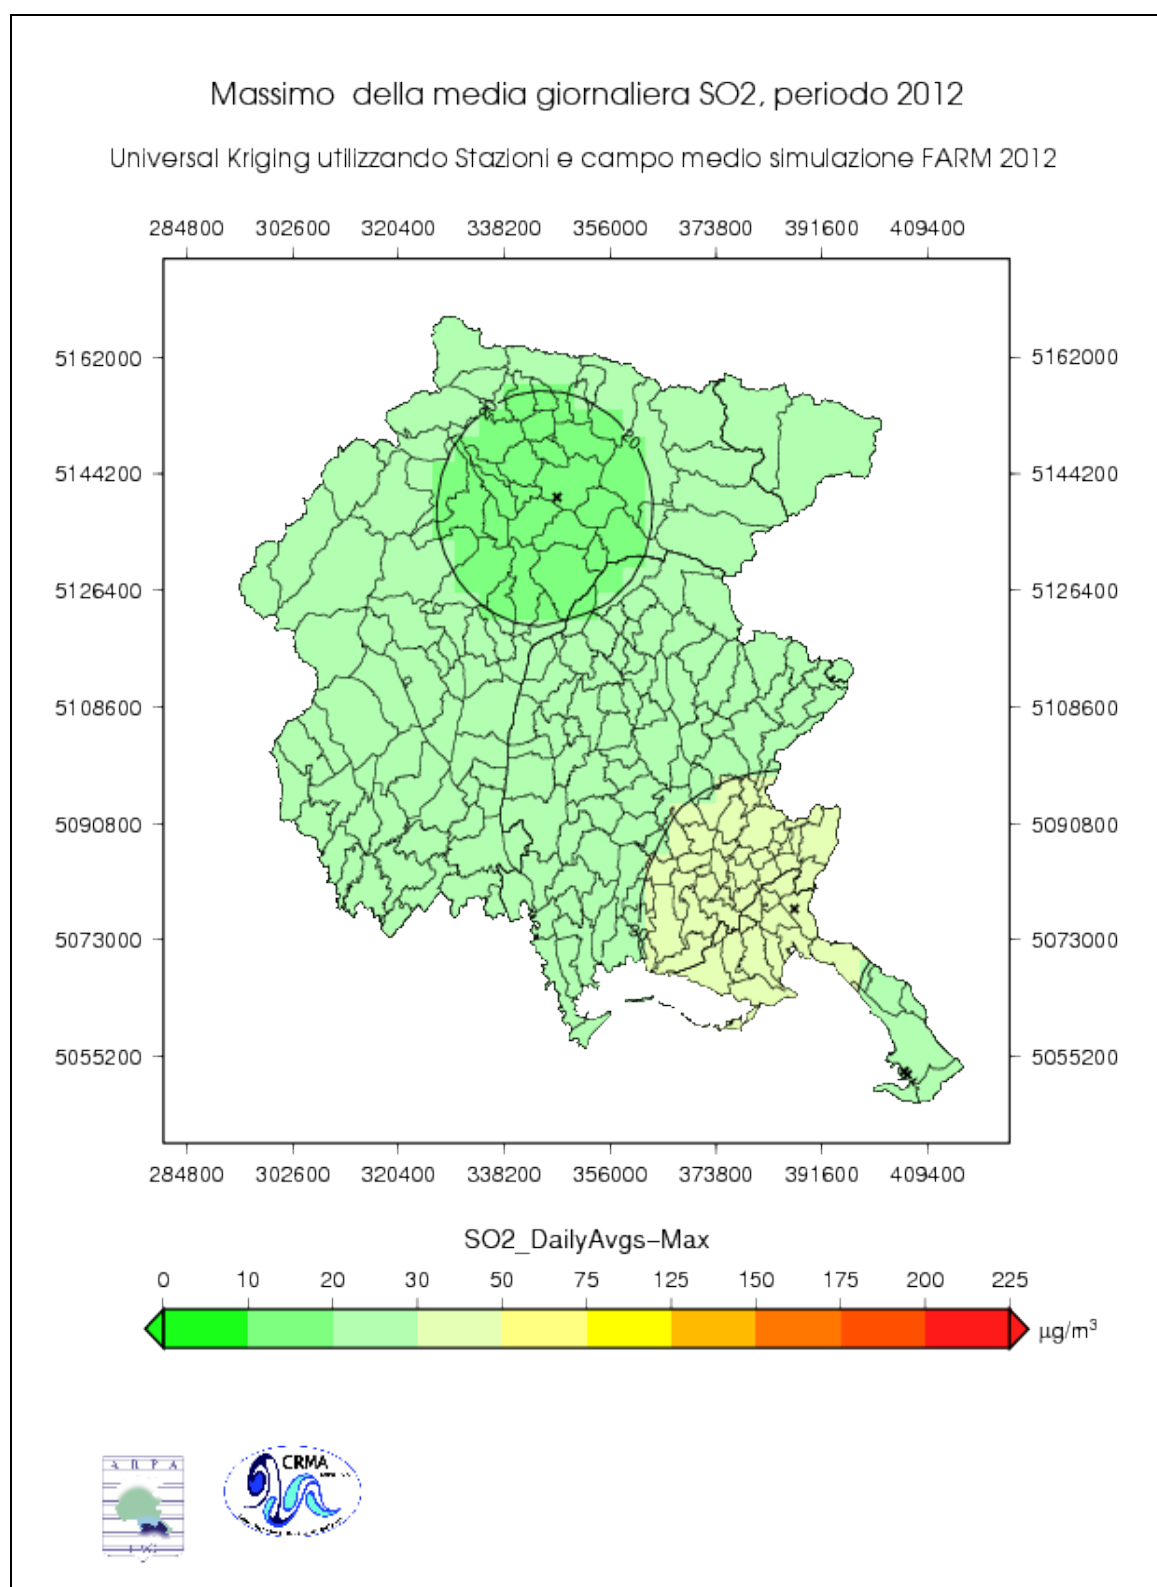 Massimo della media giornaliera SO2, periodo 2012
Universal Kriging utilizzando Stazioni e campo medio simulazione FARM 2012
284800 302600 320400 338200 356000 373800 391600 409400
5162000 5162000
5144200 5144200
5126400 5126400
5108600 5108600
5090800 5090800
5073000 5073000
5055200 5055200
284800 302600 320400 338200 356000 373800 391600 409400
SO2_DailyAvgs-Max
0 10 20 30 50 75 125 150 175 200 225
µg/m³
A R P A
CRMA